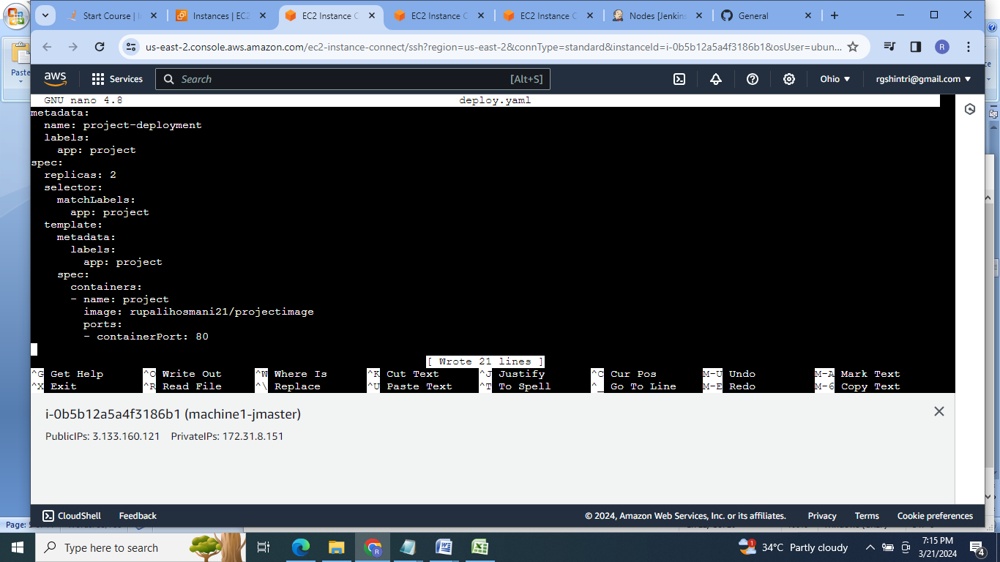 Start Course | I
Instances | EC2
EC2 Instance C
EC2 Instance C
EC2 Instance C
Nodes [Jenkins
General
us-east-2.console.aws.amazon.com/ec2-instance-connect/ssh?region=us-east-2&connType=standard&instanceId=i-0b5b12a5a4f3186b1&osUser=ubun...
R
Paste
aws
Services
Search
[Alt+S]
Ohio
rgshintri@gmail.com
GNU nano 4.8
deploy.yaml
metadata:
  name: project-deployment
  labels:
    app: project
spec:
  replicas: 2
  selector:
    matchLabels:
      app: project
  template:
    metadata:
      labels:
        app: project
    spec:
      containers:
      - name: project
        image: rupalihosmani21/projectimage
        ports:
        - containerPort: 80
[ Wrote 21 lines ]
^G Get Help ^O Write Out ^W Where Is ^K Cut Text ^J Justify ^C Cur Pos M-U Undo M-A Mark Text
^X Exit ^R Read File ^\ Replace ^U Paste Text ^T To Spell ^_ Go To Line M-E Redo M-6 Copy Text
i-0b5b12a5a4f3186b1 (machine1-jmaster)
PublicIPs: 3.133.160.121 PrivateIPs: 172.31.8.151
CloudShell
Feedback
© 2024, Amazon Web Services, Inc. or its affiliates.
Privacy
Terms
Cookie preferences
Page:
Type here to search
1
34°C Partly cloudy
7:15 PM
3/21/2024
4